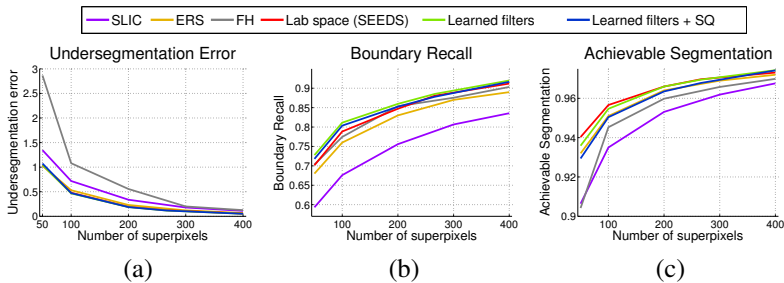 SLIC ERS FH Lab space (SEEDS) Learned filters Learned filters + SQ
Undersegmentation Error
Undersegmentation error
3
2.5
2
1.5
1
0.5
0
50 100 200 300 400
Number of superpixels
(a)
Boundary Recall
Boundary Recall
0.9
0.85
0.8
0.75
0.7
0.65
0.6
100 200 300 400
Number of superpixels
(b)
Achievable Segmentation
Achievable Segmentation
0.96
0.94
0.92
0.9
100 200 300 400
Number of superpixels
(c)